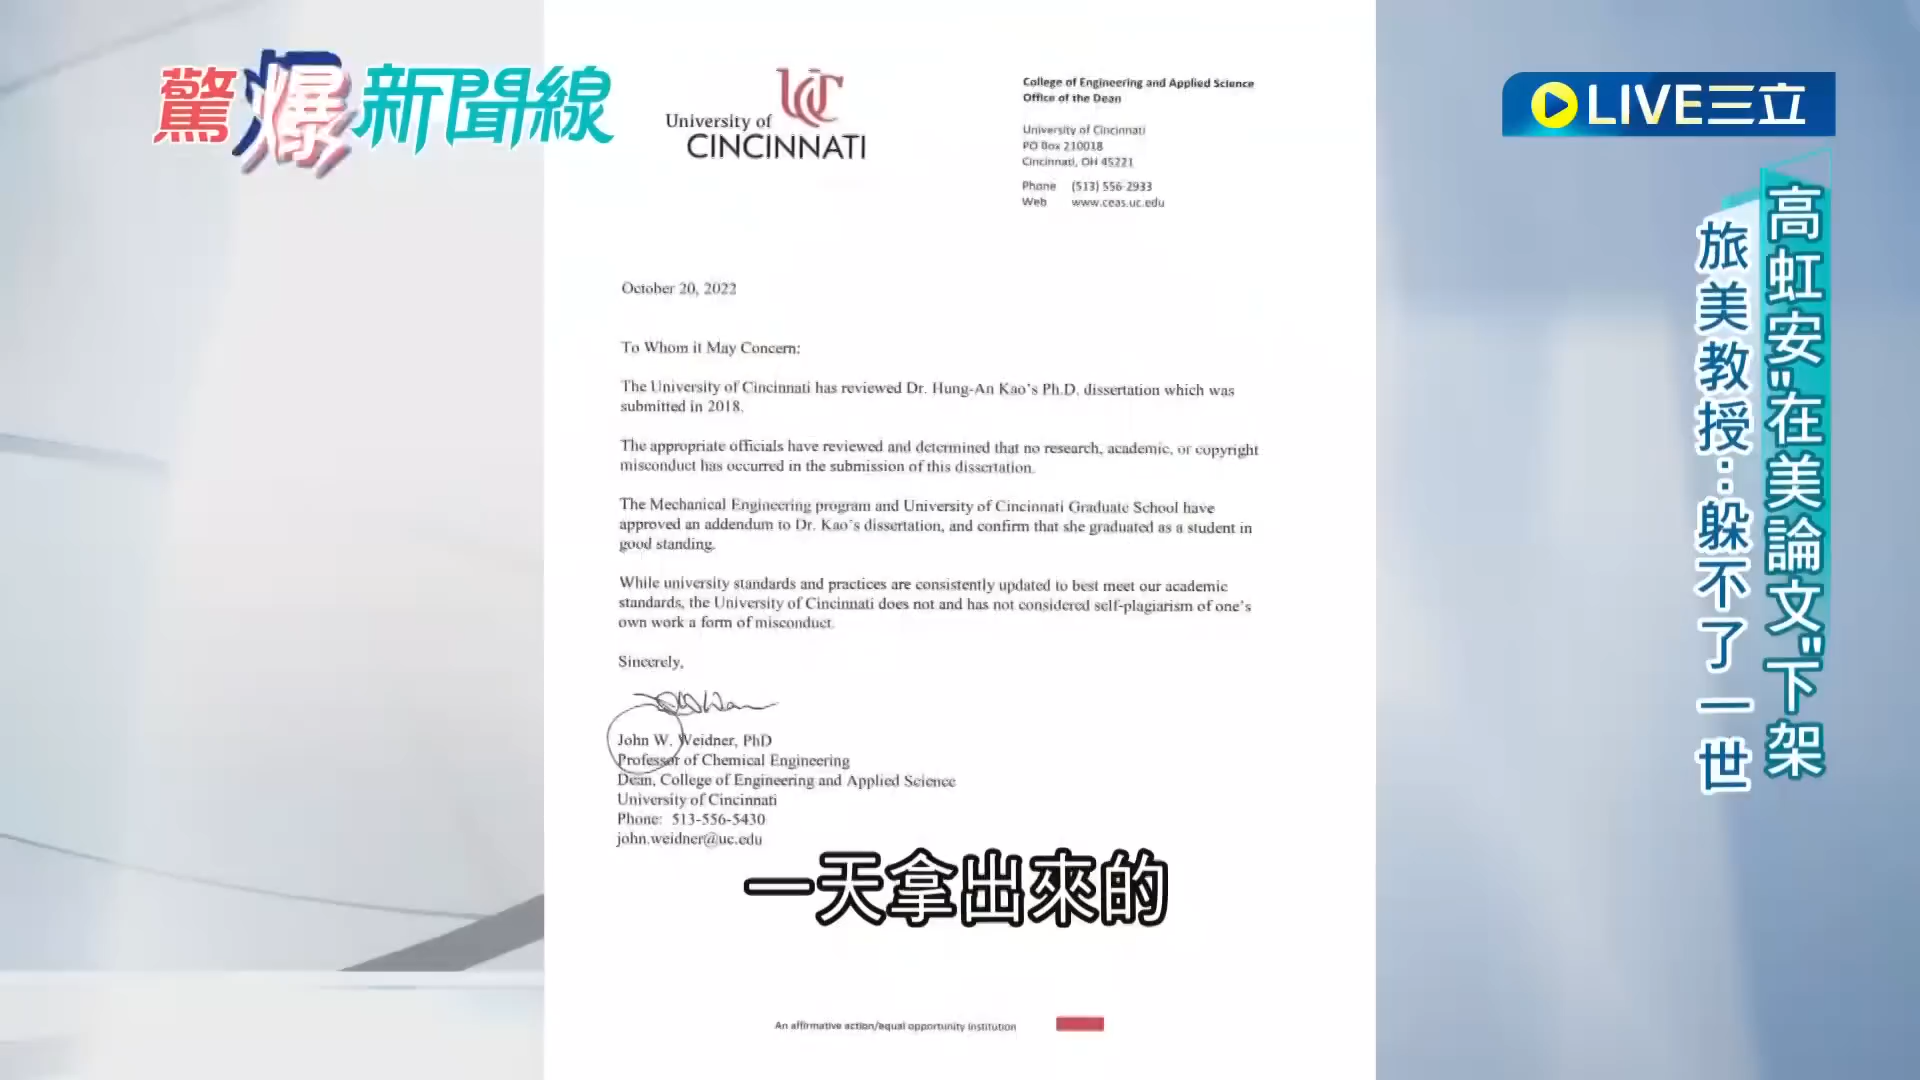 驚爆新聞線
LIVE三立
高虹安"在美論文"下架
旅美教授:躲不了一世
UC
University of
CINCINNATI
College of Engineering and Applied Science
Office of the Dean
University of Cincinnati
PO Box 210018
Cincinnati, OH 45221
Phone (513) 556-2933
Web www.ceas.uc.edu
October 20, 2022
To Whom it May Concern:
The University of Cincinnati has reviewed Dr. Hung-An Kao's Ph.D. dissertation which was
submitted in 2018.
The appropriate officials have reviewed and determined that no research, academic, or copyright
misconduct has occurred in the submission of this dissertation.
The Mechanical Engineering program and University of Cincinnati Graduate School have
approved an addendum to Dr. Kao's dissertation, and confirm that she graduated as a student in
good standing.
While university standards and practices are consistently updated to best meet our academic
standards, the University of Cincinnati does not and has not considered self-plagiarism of one's
own work a form of misconduct.
Sincerely,
John W. Weidner, PhD
Professor of Chemical Engineering
Dean, College of Engineering and Applied Science
University of Cincinnati
Phone: 513-556-5430
john.weidner@uc.edu
一天拿出來的
An affirmative action/equal opportunity institution